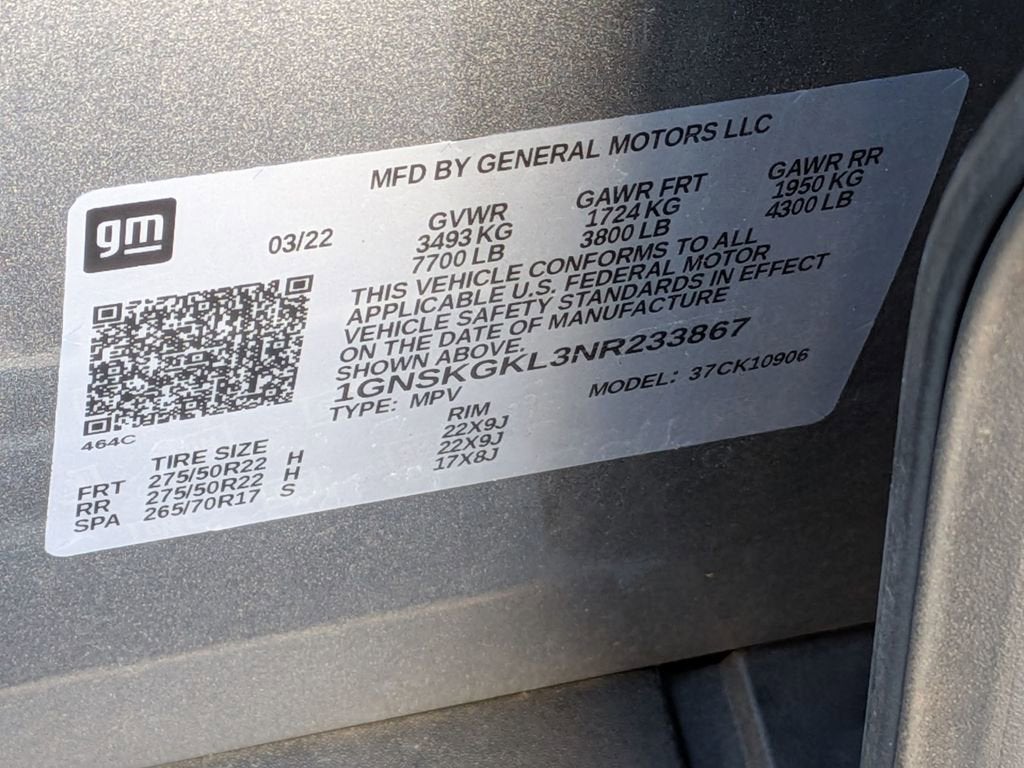 MFD BY GENERAL MOTORS LLC
gm
03/22
GVWR GAWR FRT GAWR RR
3493 KG 1724 KG 1950 KG
7700 LB 3800 LB 4300 LB
THIS VEHICLE CONFORMS TO ALL
APPLICABLE U.S. FEDERAL MOTOR
VEHICLE SAFETY STANDARDS IN EFFECT
ON THE DATE OF MANUFACTURE
SHOWN ABOVE.
1GNSKGKL3NR233867
TYPE: MPV MODEL: 37CK10906
464C
TIRE SIZE RIM
FRT 275/50R22 H 22X9J
RR 275/50R22 H 22X9J
SPA 265/70R17 S 17X8J